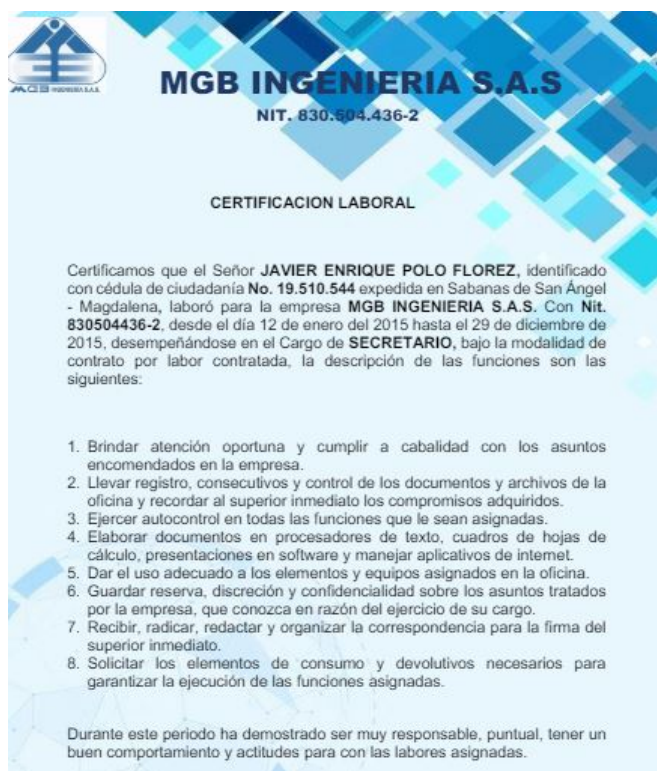 MGB INGENIERIA S.A.S
MGB INGENIERIA S.A.S
NIT. 830.504.436-2
CERTIFICACION LABORAL
Certificamos que el Señor JAVIER ENRIQUE POLO FLOREZ, identificado
con cédula de ciudadanía No. 19.510.544 expedida en Sabanas de San Ángel
- Magdalena, laboró para la empresa MGB INGENIERIA S.A.S. Con Nit.
830504436-2, desde el día 12 de enero del 2015 hasta el 29 de diciembre de
2015, desempeñándose en el Cargo de SECRETARIO, bajo la modalidad de
contrato por labor contratada, la descripción de las funciones son las
siguientes:
1. Brindar atención oportuna y cumplir a cabalidad con los asuntos
encomendados en la empresa.
2. Llevar registro, consecutivos y control de los documentos y archivos de la
oficina y recordar al superior inmediato los compromisos adquiridos.
3. Ejercer autocontrol en todas las funciones que le sean asignadas.
4. Elaborar documentos en procesadores de texto, cuadros de hojas de
cálculo, presentaciones en software y manejar aplicativos de internet.
5. Dar el uso adecuado a los elementos y equipos asignados en la oficina.
6. Guardar reserva, discreción y confidencialidad sobre los asuntos tratados
por la empresa, que conozca en razón del ejercicio de su cargo.
7. Recibir, radicar, redactar y organizar la correspondencia para la firma del
superior inmediato.
8. Solicitar los elementos de consumo y devolutivos necesarios para
garantizar la ejecución de las funciones asignadas.
Durante este periodo ha demostrado ser muy responsable, puntual, tener un
buen comportamiento y actitudes para con las labores asignadas.